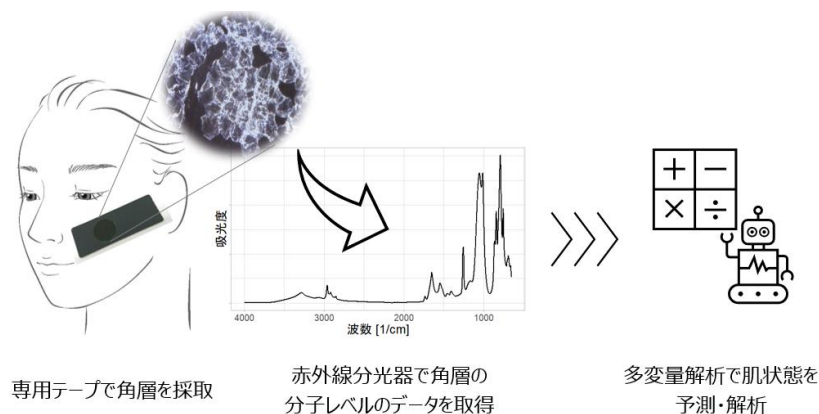 吸光度
4000
3000
2000
1000
波数 [1/cm]
+ −
× ÷
専用テープで角層を採取
赤外線分光器で角層の
分子レベルのデータを取得
多変量解析で肌状態を
予測・解析